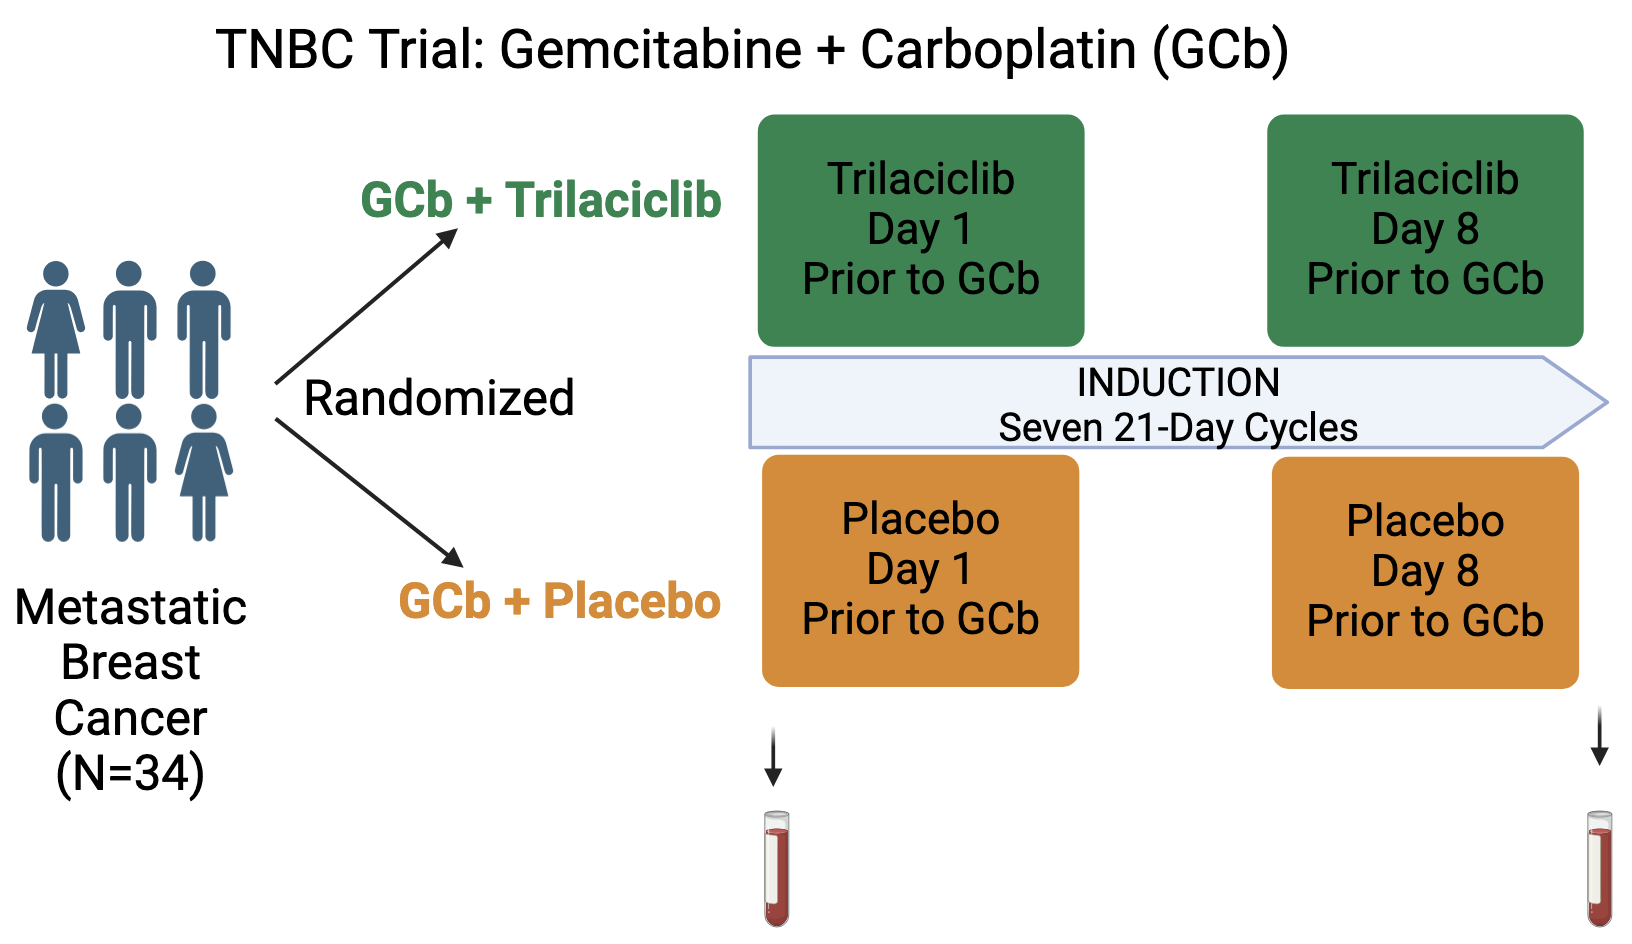 TNBC Trial: Gemcitabine + Carboplatin (GCb)
GCb + Trilaciclib
Trilaciclib
Day 1
Prior to GCb
Trilaciclib
Day 8
Prior to GCb
Randomized
INDUCTION
Seven 21-Day Cycles
GCb + Placebo
Placebo
Day 1
Prior to GCb
Placebo
Day 8
Prior to GCb
Metastatic
Breast
Cancer
(N=34)